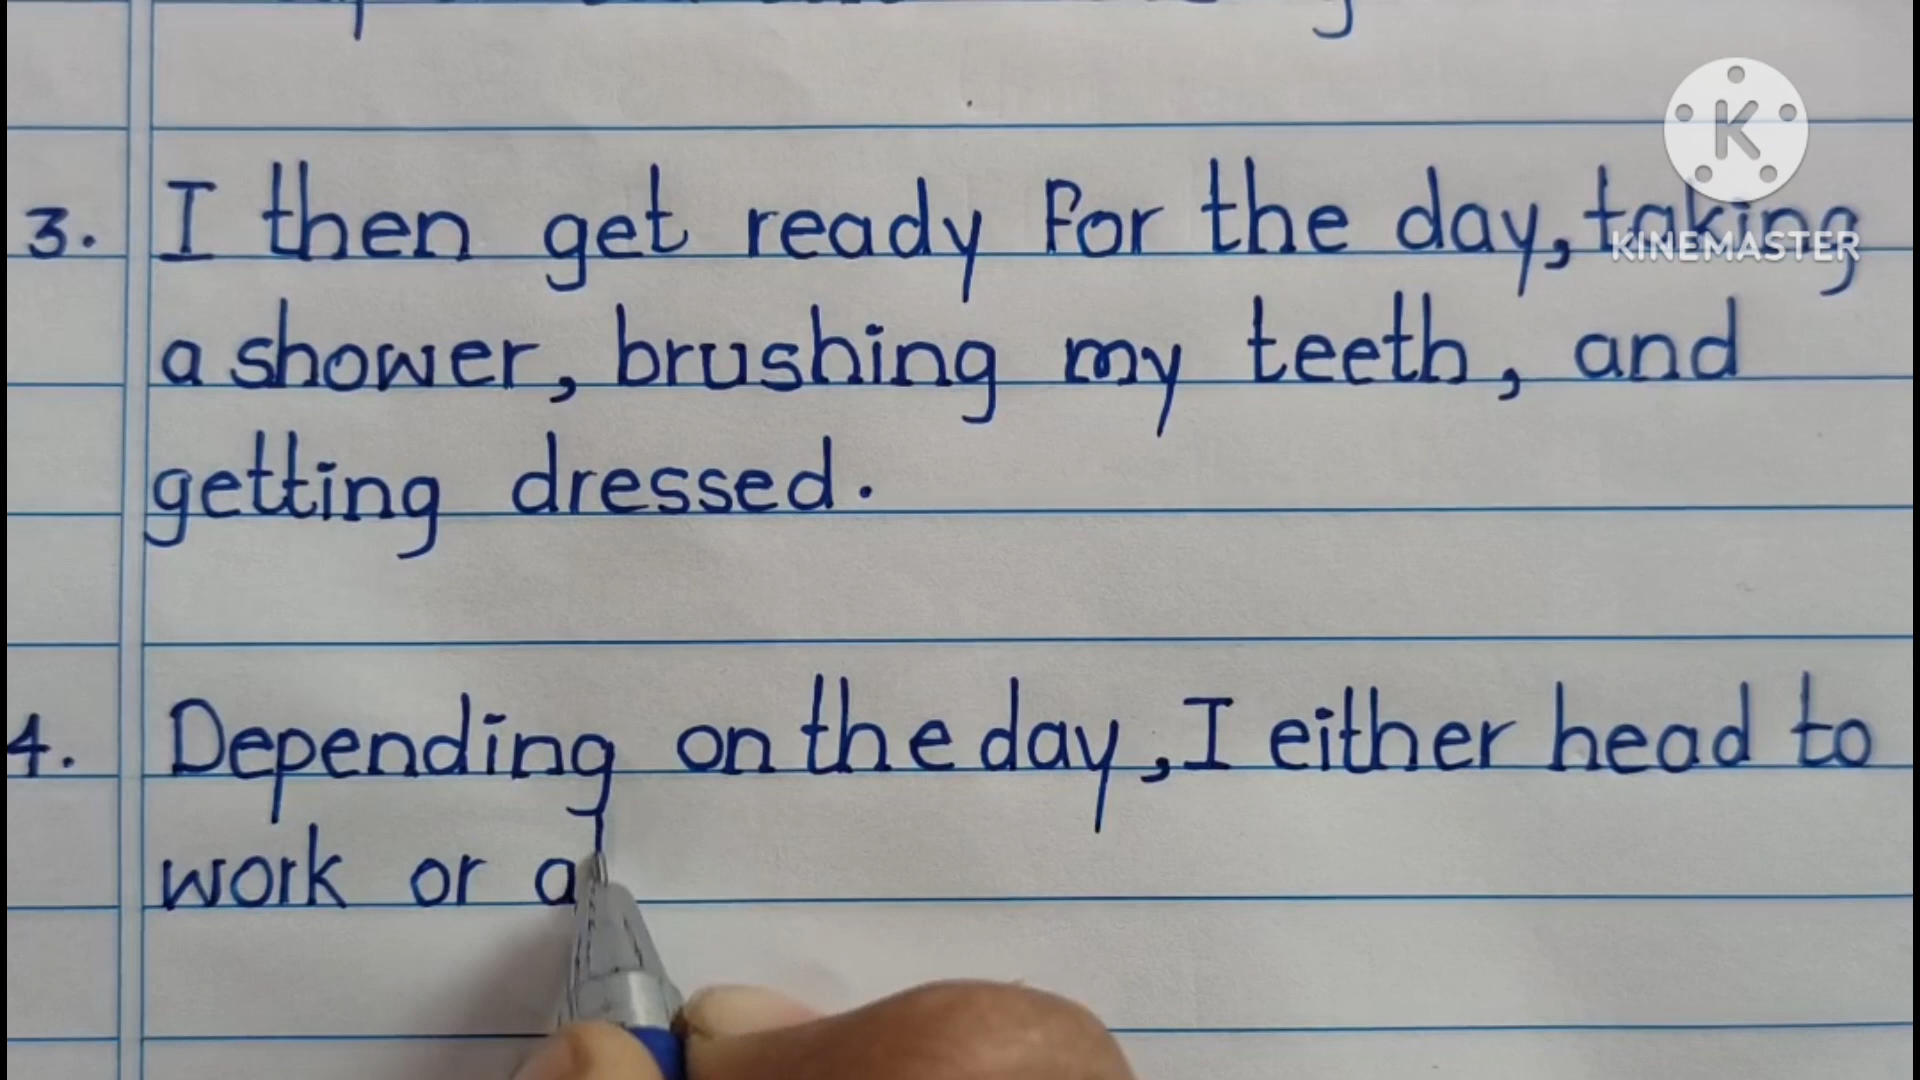 3. I then get ready for the day, taking
a shower, brushing my teeth, and
getting dressed.
4. Depending on the day, I either head to
work or
K
KINEMASTER